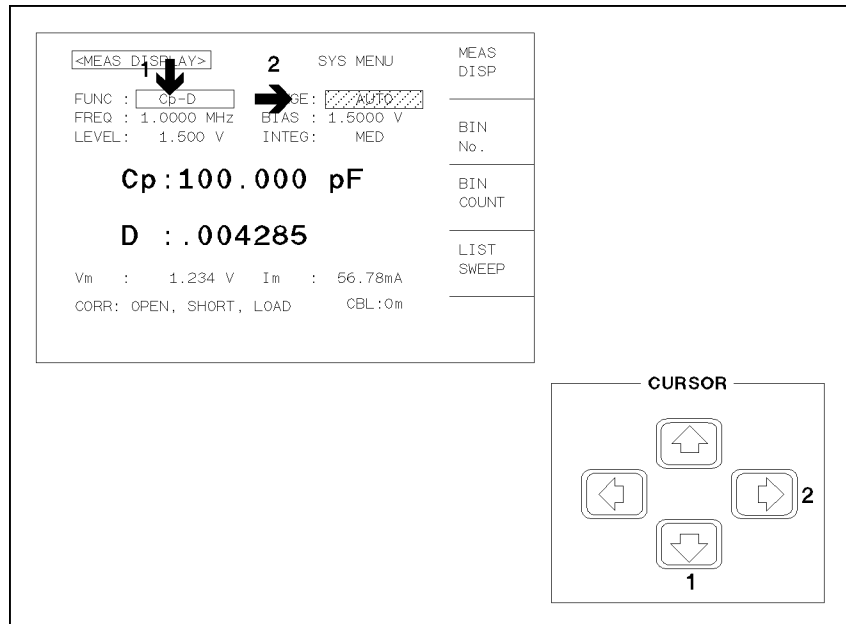 <MEAS DISPLAY> 2 SYS MENU
1
FUNC : Cp-D GE: AUTO
FREQ : 1.0000 MHz BIAS : 1.5000 V
LEVEL: 1.500 V INTEG: MED
Cp:100.000 pF
D :.004285
Vm : 1.234 V Im : 56.78mA
CORR: OPEN, SHORT, LOAD CBL:0m
MEAS
DISP
BIN
No.
BIN
COUNT
LIST
SWEEP
CURSOR
2
1